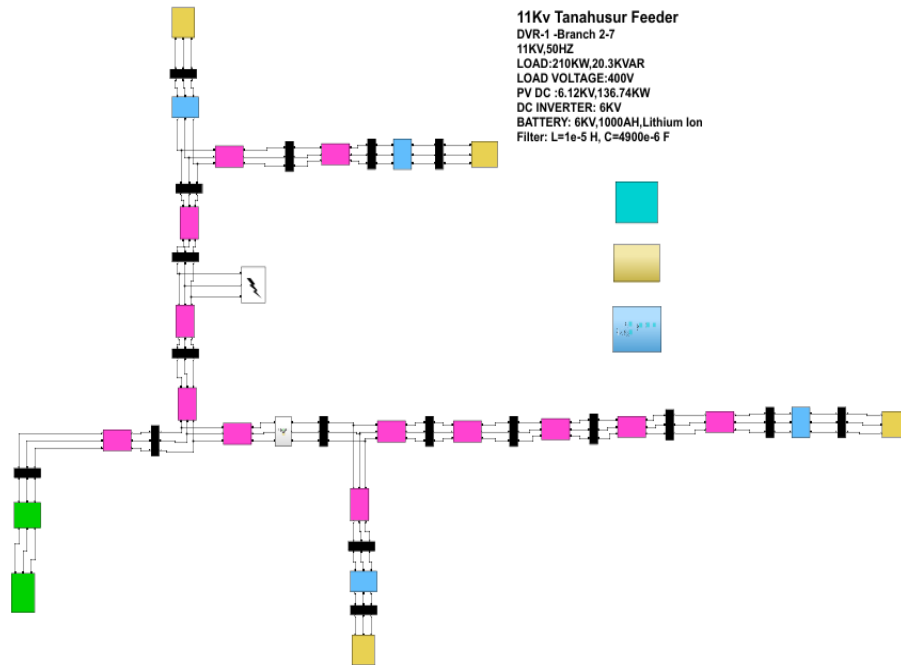 11Kv Tanahusur Feeder
DVR-1 -Branch 2-7
11KV,50HZ
LOAD:210KW,20.3KVAR
LOAD VOLTAGE:400V
PV DC :6.12KV,136.74KW
DC INVERTER: 6KV
BATTERY: 6KV,1000AH,Lithium Ion
Filter: L=1e-5 H, C=4900e-6 F